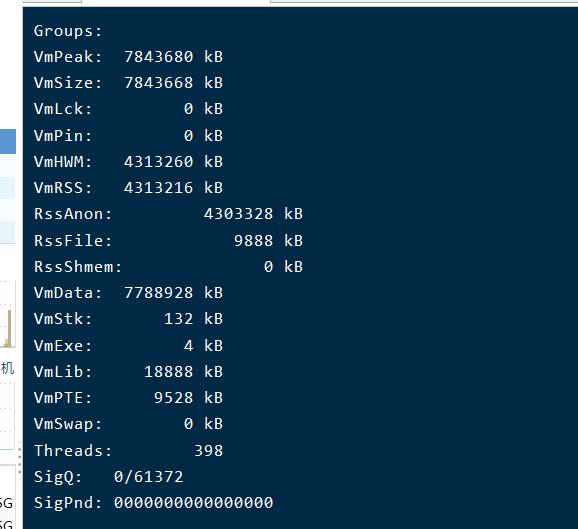 Groups:
VmPeak:  7843680 kB
VmSize:  7843668 kB
VmLck:         0 kB
VmPin:         0 kB
VmHWM:   4313260 kB
VmRSS:   4313216 kB
RssAnon:         4303328 kB
RssFile:            9888 kB
RssShmem:              0 kB
VmData:  7788928 kB
VmStk:       132 kB
VmExe:         4 kB
VmLib:     18888 kB
VmPTE:      9528 kB
VmSwap:        0 kB
Threads:        398
SigQ:   0/61372
SigPnd: 0000000000000000
机